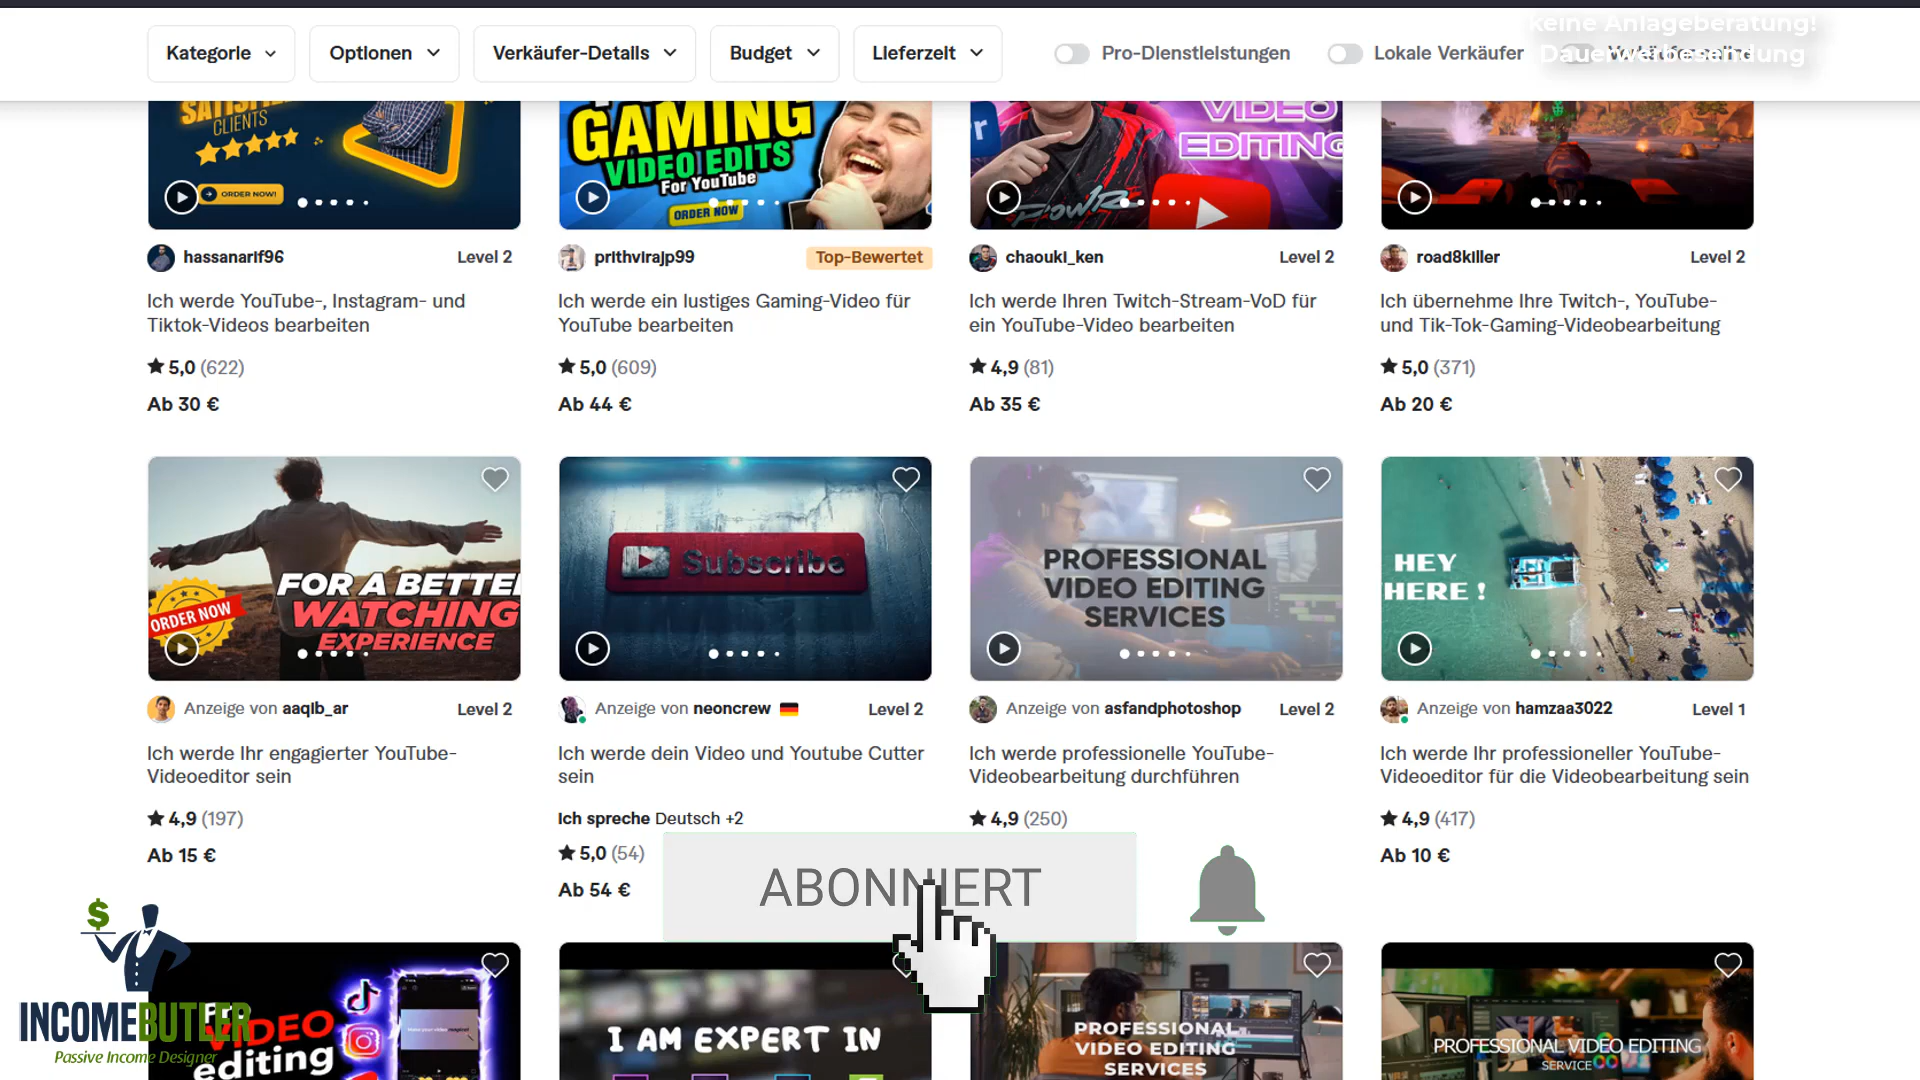 keine Anlageberatung!
Dauerwerbesendung
Kategorie
Optionen
Verkäufer-Details
Budget
Lieferzeit
Pro-Dienstleistungen
Lokale Verkäufer
CLIENTS
ORDER NOW!
GAMING
VIDEO EDITS
For YouTube
ORDER NOW
VIDEO
EDITING
hassanarif96
Level 2
prithvirajp99
Top-Bewertet
chaouki_ken
Level 2
road8killer
Level 2
Ich werde YouTube-, Instagram- und
Tiktok-Videos bearbeiten
Ich werde ein lustiges Gaming-Video für
YouTube bearbeiten
Ich werde Ihren Twitch-Stream-VoD für
ein YouTube-Video bearbeiten
Ich übernehme Ihre Twitch-, YouTube-
und Tik-Tok-Gaming-Videobearbeitung
5,0 (622)
5,0 (609)
4,9 (81)
5,0 (371)
Ab 30 €
Ab 44 €
Ab 35 €
Ab 20 €
ORDER NOW
FOR A BETTE
WATCHING
EXPERIENCE
Subscribe
PROFESSIONAL
VIDEO EDITING
SERVICES
HEY
HERE !
Anzeige von aaqib_ar
Level 2
Anzeige von neoncrew
Level 2
Anzeige von asfandphotoshop
Level 2
Anzeige von hamzaa3022
Level 1
Ich werde Ihr engagierter YouTube-
Videoeditor sein
Ich werde dein Video und Youtube Cutter
sein
Ich werde professionelle YouTube-
Videobearbeitung durchführen
Ich werde Ihr professioneller YouTube-
Videoeditor für die Videobearbeitung sein
4,9 (197)
Ich spreche Deutsch +2
4,9 (250)
4,9 (417)
Ab 15 €
5,0 (54)
Ab 10 €
Ab 54 €
ABONNIERT
$
INCOMEBUTLER
Passive Income Designer
VIDEO
editing
I AM EXPERT IN
PROFESSIONAL
VIDEO EDITING
SERVICES
PROFESSIONAL VIDEO EDITING
SERVICE